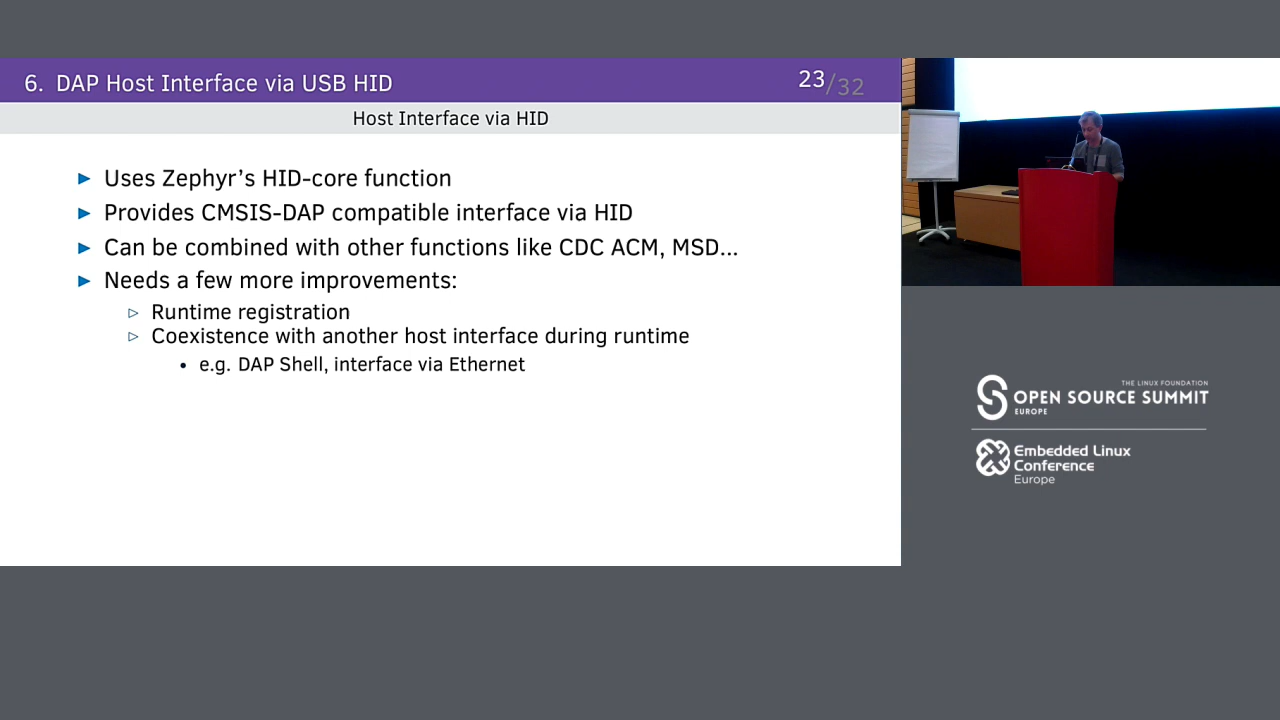 6. DAP Host Interface via USB HID
23/32
Host Interface via HID
Uses Zephyr's HID-core function
Provides CMSIS-DAP compatible interface via HID
Can be combined with other functions like CDC ACM, MSD...
Needs a few more improvements:
Runtime registration
Coexistence with another host interface during runtime
e.g. DAP Shell, interface via Ethernet
THE LINUX FOUNDATION
OPEN SOURCE SUMMIT
EUROPE
Embedded Linux
Conference
Europe